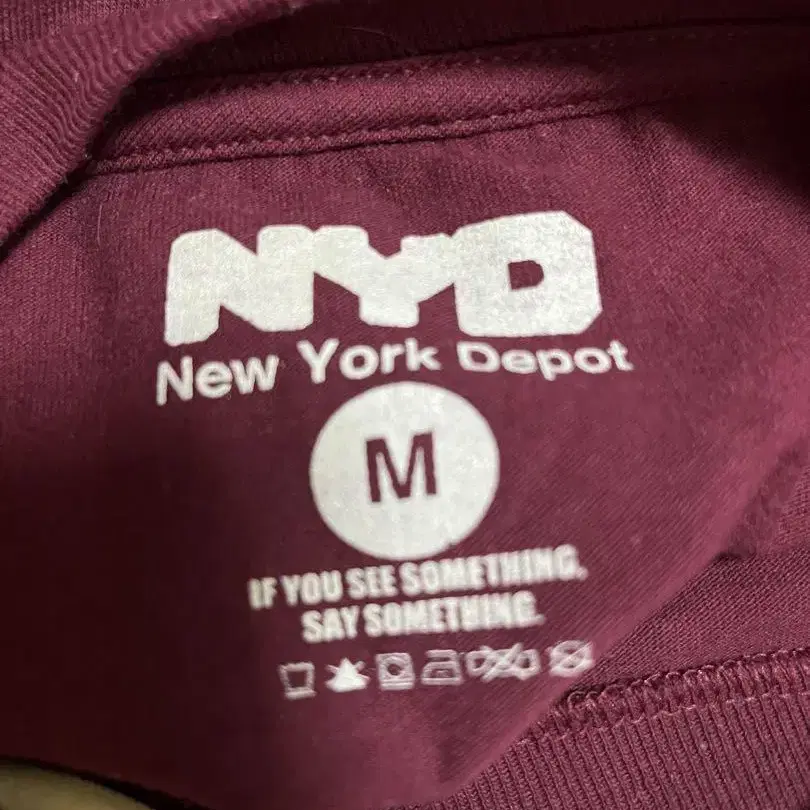 NYD
New York Depot
M
IF YOU SEE SOMETHING,
SAY SOMETHING.